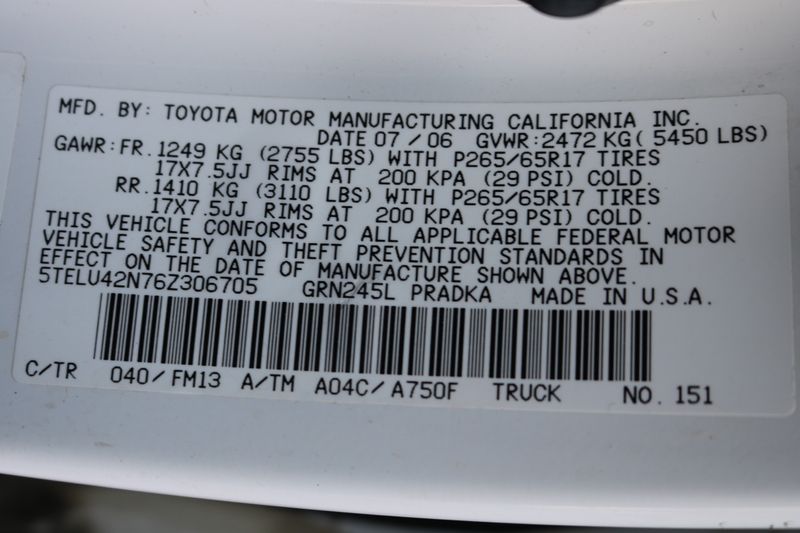 MFD. BY: TOYOTA MOTOR MANUFACTURING CALIFORNIA INC.
DATE 07 / 06 GVWR: 2472 KG ( 5450 LBS)
GAWR: FR. 1249 KG (2755 LBS) WITH P265/65R17 TIRES
17X7.5JJ RIMS AT 200 KPA (29 PSI) COLD.
RR. 1410 KG (3110 LBS) WITH P265/65R17 TIRES
17X7.5JJ RIMS AT 200 KPA (29 PSI) COLD.
THIS VEHICLE CONFORMS TO ALL APPLICABLE FEDERAL MOTOR
VEHICLE SAFETY AND THEFT PREVENTION STANDARDS IN
EFFECT ON THE DATE OF MANUFACTURE SHOWN ABOVE.
5TELU42N76Z306705 GRN245L PRADKA MADE IN U.S.A.
C/TR 040/FM13 A/TM A04C/A750F TRUCK NO. 151